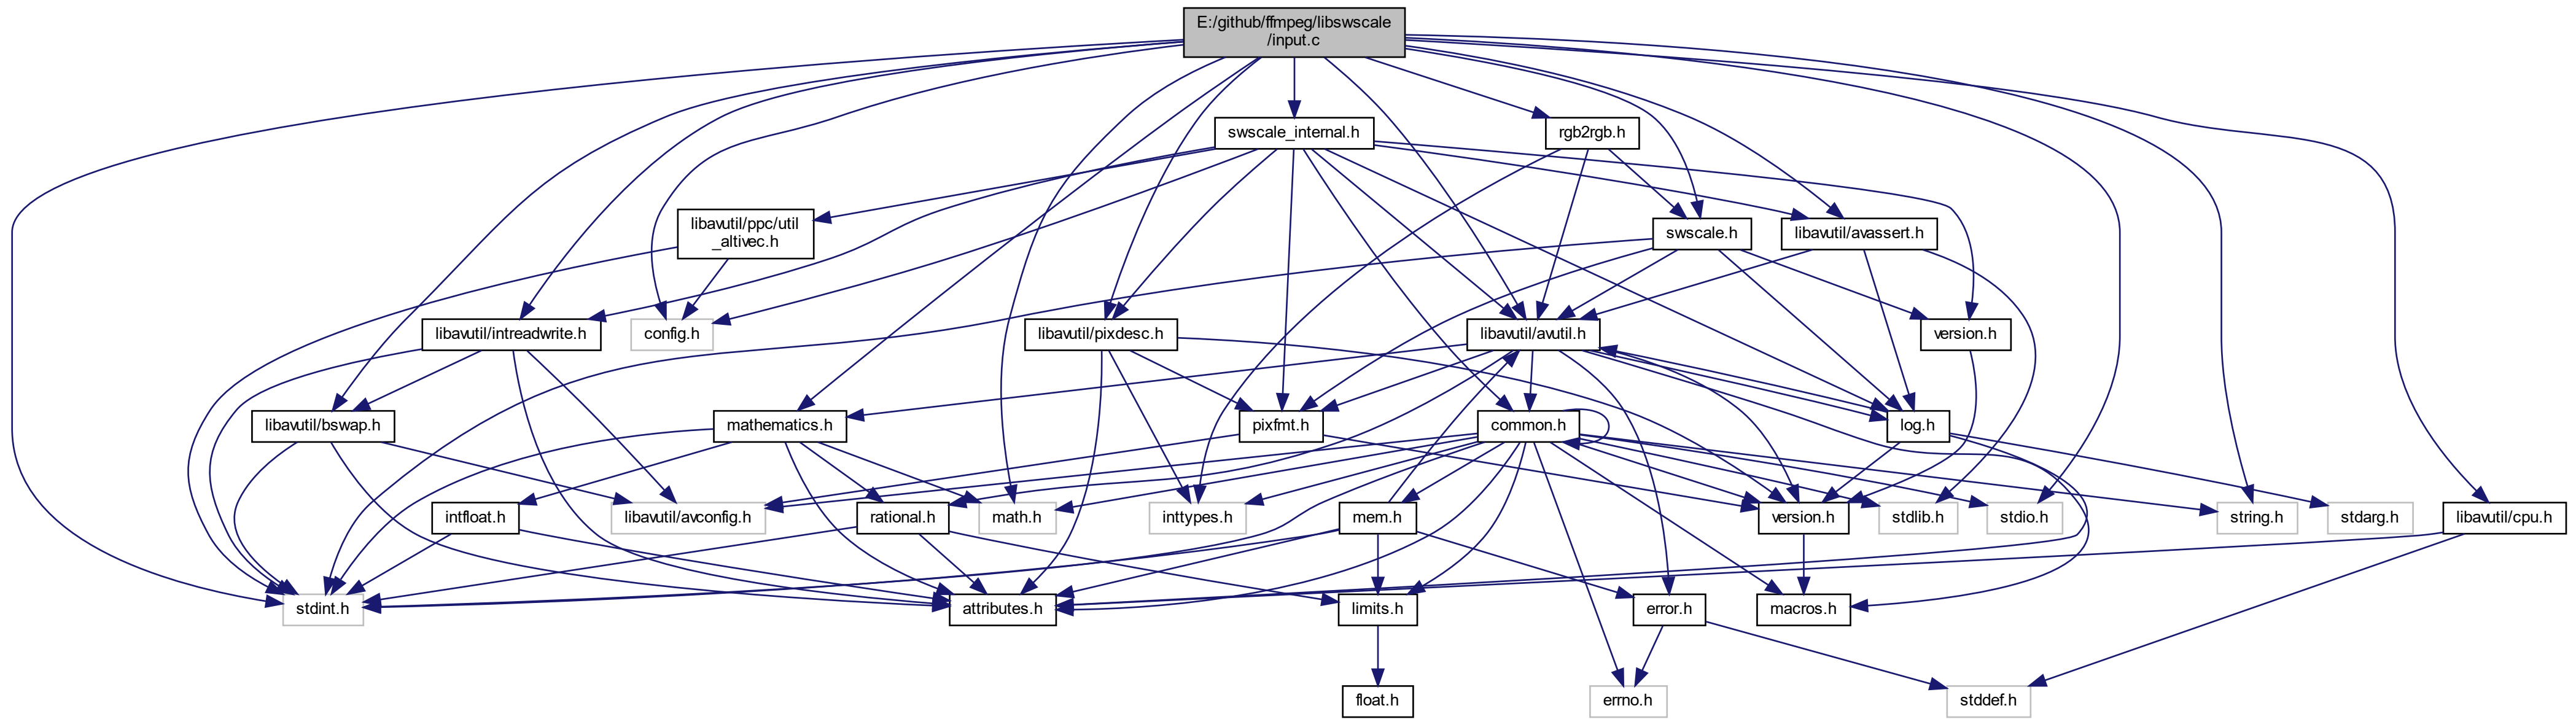 E:/github/ffmpeg/libswscale
/input.c
swscale_internal.h
rgb2rgb.h
libavutil/ppc/util
_altivec.h
swscale.h
libavutil/avassert.h
libavutil/intreadwrite.h
config.h
libavutil/pixdesc.h
libavutil/avutil.h
version.h
libavutil/bswap.h
mathematics.h
pixfmt.h
common.h
log.h
intfloat.h
libavutil/avconfig.h
rational.h
math.h
inttypes.h
mem.h
version.h
stdlib.h
stdio.h
string.h
stdarg.h
libavutil/cpu.h
stdint.h
attributes.h
limits.h
error.h
macros.h
float.h
errno.h
stddef.h